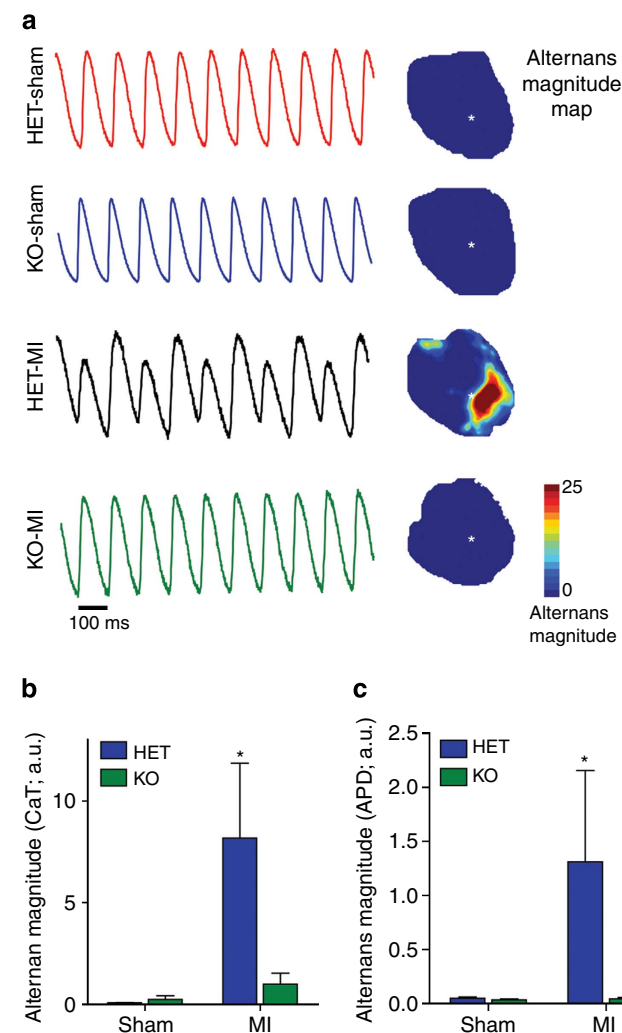 a
Alternans
magnitude
map
HET-sham
*
KO-sham
*
HET-MI
*
KO-MI
*
100 ms
25
0
Alternans
magnitude
b
Alternan magnitude (CaT; a.u.)
HET
KO
*
10
5
0
Sham
MI
c
Alternans magnitude (APD; a.u.)
HET
KO
*
2.5
2.0
1.5
1.0
0.5
0.0
Sham
MI